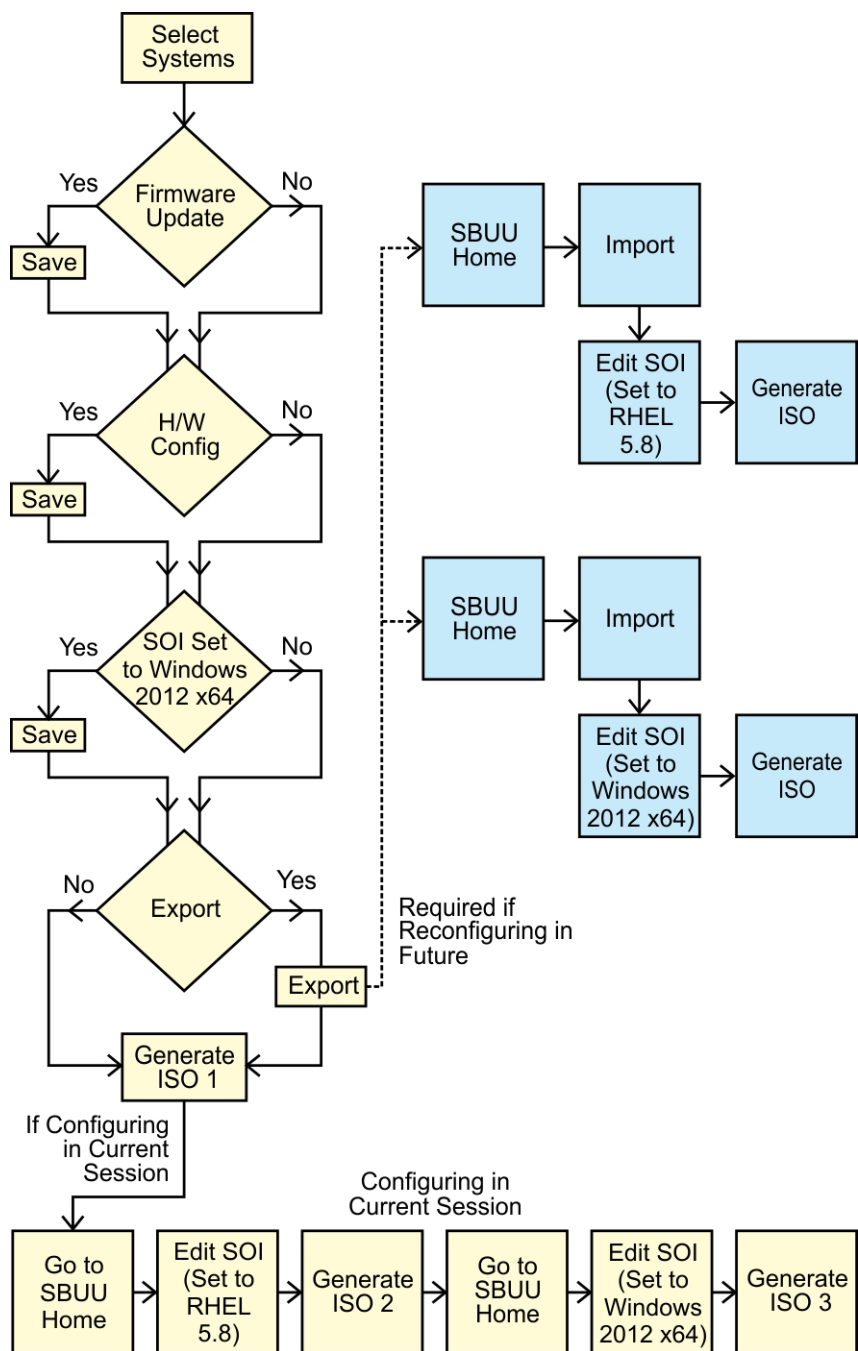 Select
Systems
Yes
Firmware
Update
No
Save
Yes
H/W
Config
No
Save
Yes
SOI Set
to Windows
2012 x64
No
Save
No
Export
Yes
Export
Required if
Reconfiguring in
Future
Generate
ISO 1
SBUU
Home
Import
Edit SOI
(Set to
RHEL
5.8)
Generate
ISO
SBUU
Home
Import
Edit SOI
(Set to
Windows
2012 x64)
Generate
ISO
If Configuring
in Current
Session
Configuring in
Current Session
Go to
SBUU
Home
Edit SOI
(Set to
RHEL
5.8)
Generate
ISO 2
Go to
SBUU
Home
Edit SOI
(Set to
Windows
2012 x64)
Generate
ISO 3